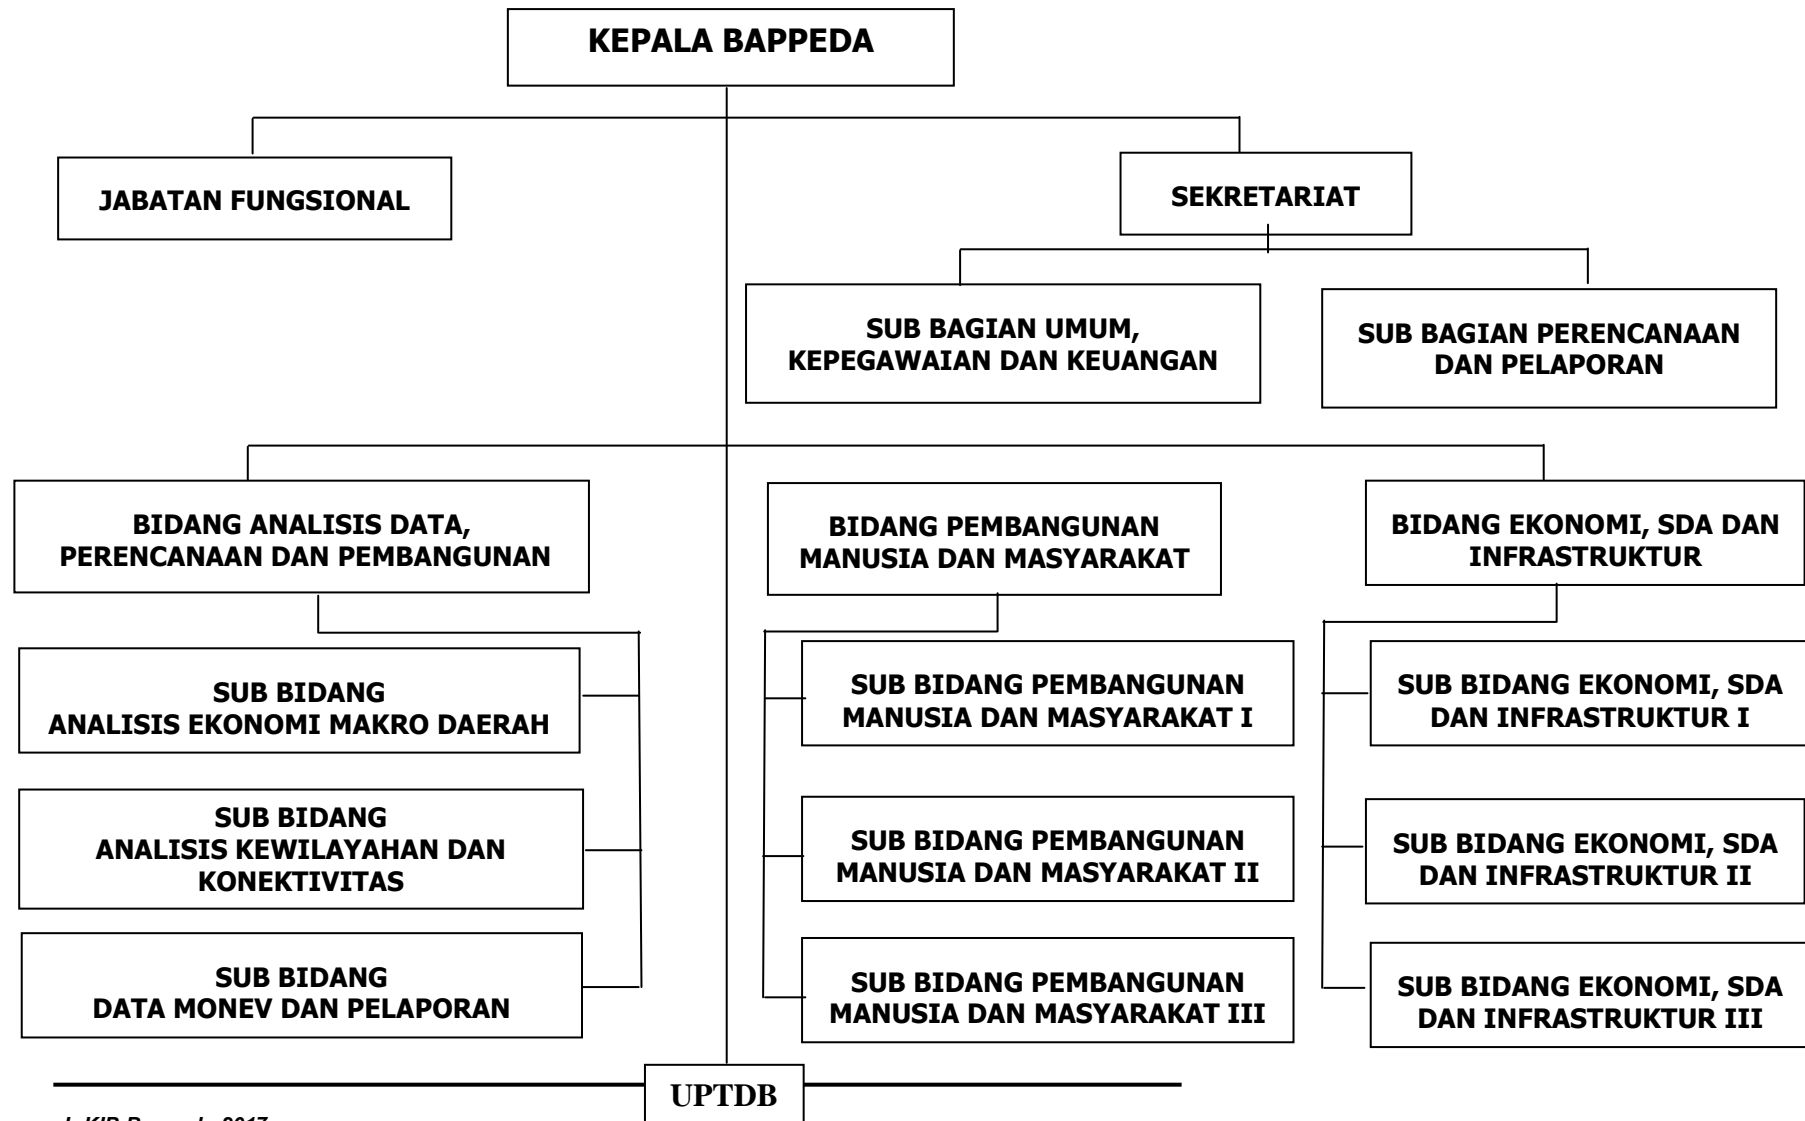 KEPALA BAPPEDA
JABATAN FUNGSIONAL
SEKRETARIAT
SUB BAGIAN UMUM,
KEPEGAWAIAN DAN KEUANGAN
SUB BAGIAN PERENCANAAN
DAN PELAPORAN
BIDANG ANALISIS DATA,
PERENCANAAN DAN PEMBANGUNAN
BIDANG PEMBANGUNAN
MANUSIA DAN MASYARAKAT
BIDANG EKONOMI, SDA DAN
INFRASTRUKTUR
SUB BIDANG
ANALISIS EKONOMI MAKRO DAERAH
SUB BIDANG PEMBANGUNAN
MANUSIA DAN MASYARAKAT I
SUB BIDANG EKONOMI, SDA
DAN INFRASTRUKTUR I
SUB BIDANG
ANALISIS KEWILAYAHAN DAN
KONEKTIVITAS
SUB BIDANG PEMBANGUNAN
MANUSIA DAN MASYARAKAT II
SUB BIDANG EKONOMI, SDA
DAN INFRASTRUKTUR II
SUB BIDANG
DATA MONEV DAN PELAPORAN
SUB BIDANG PEMBANGUNAN
MANUSIA DAN MASYARAKAT III
SUB BIDANG EKONOMI, SDA
DAN INFRASTRUKTUR III
UPTDB